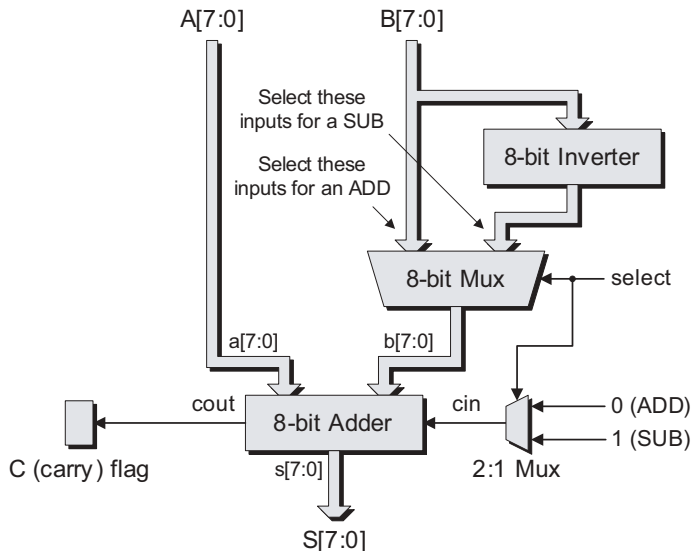 A[7:0]
B[7:0]
Select these
inputs for a SUB
8-bit Inverter
Select these
inputs for an ADD
8-bit Mux
select
a[7:0]
b[7:0]
cout
8-bit Adder
cin
0 (ADD)
1 (SUB)
C (carry) flag
s[7:0]
2:1 Mux
S[7:0]